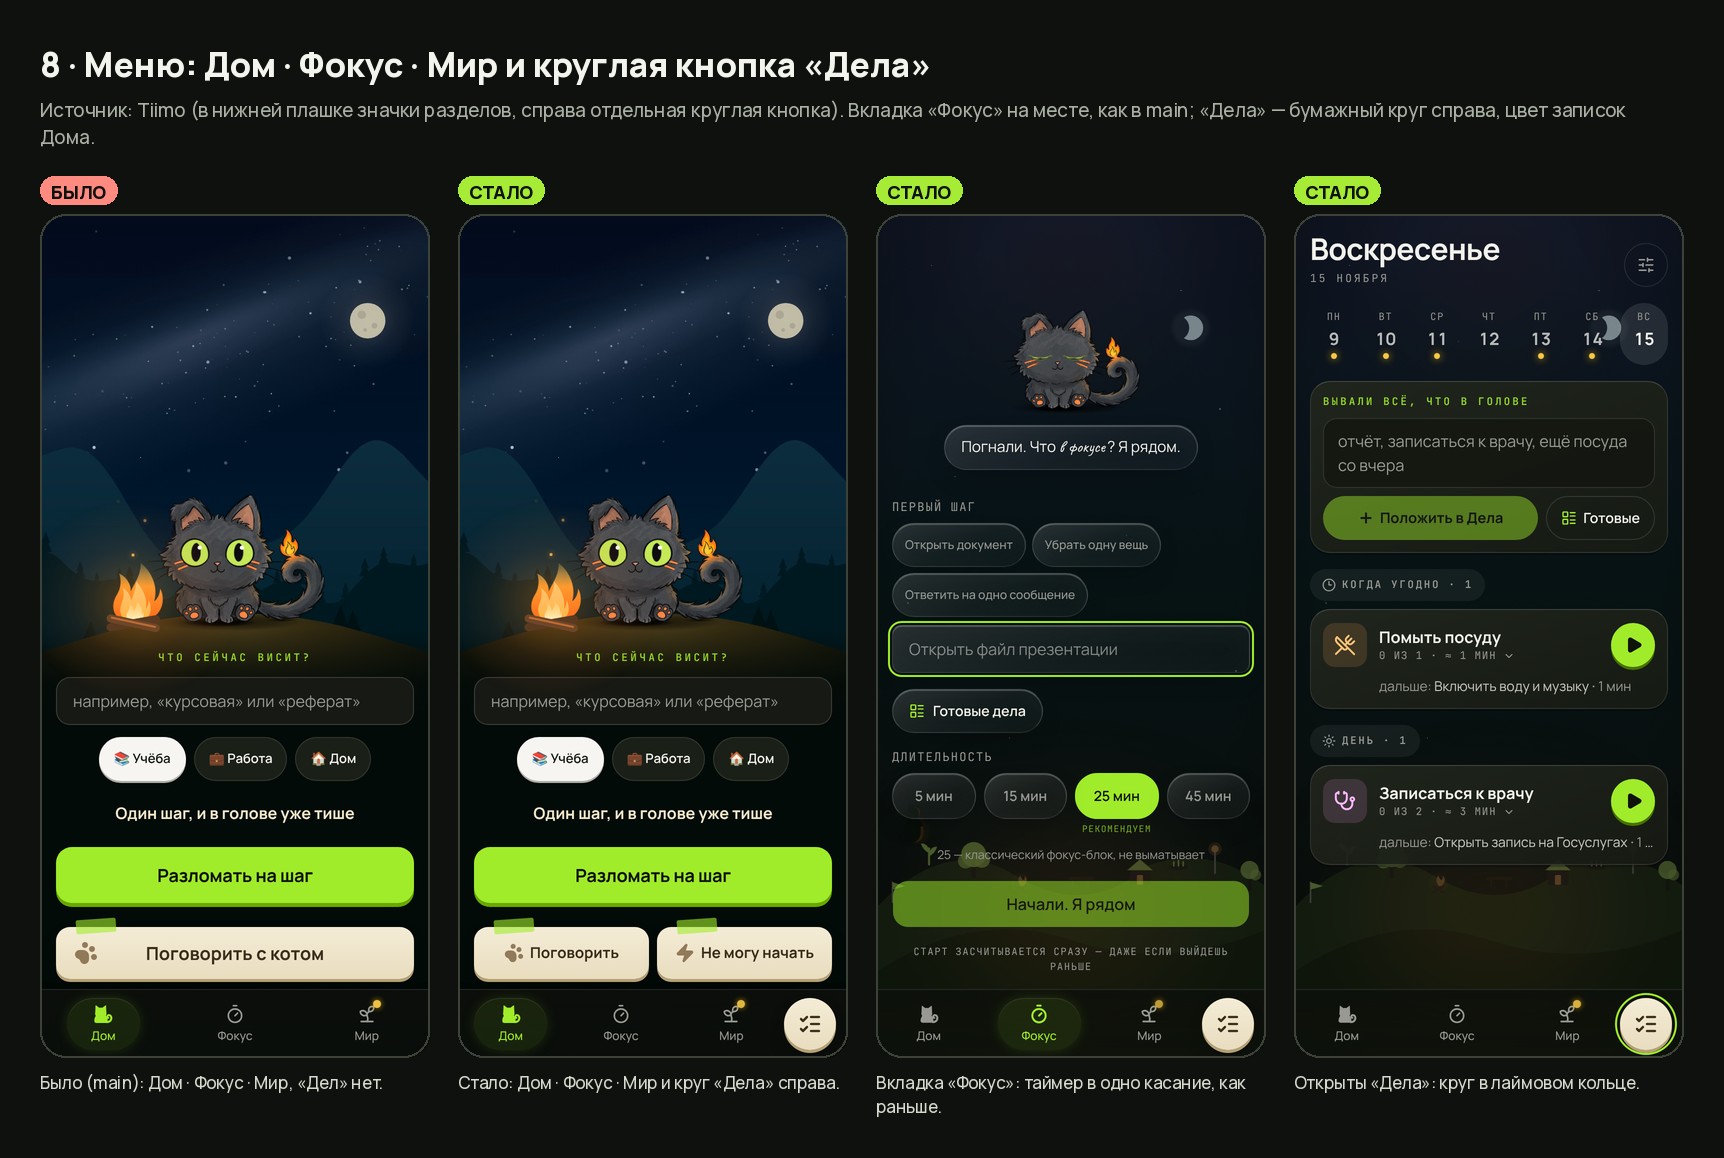 8 · Меню: Дом · Фокус · Мир и круглая кнопка «Дела»
Источник: Tiimo (в нижней плашке значки разделов, справа отдельная круглая кнопка). Вкладка «Фокус» на месте, как в main; «Дела» — бумажный круг справа, цвет записок
Дома.
БЫЛО
ЧТО СЕЙЧАС ВИСИТ?
например, «курсовая» или «реферат»
Учёба
Работа
Дом
Один шаг, и в голове уже тише
Разломать на шаг
Поговорить с котом
Дом
Фокус
Мир
Было (main): Дом · Фокус · Мир, «Дел» нет.
СТАЛО
ЧТО СЕЙЧАС ВИСИТ?
например, «курсовая» или «реферат»
Учёба
Работа
Дом
Один шаг, и в голове уже тише
Разломать на шаг
Поговорить
Не могу начать
Дом
Фокус
Мир
Стало: Дом · Фокус · Мир и круг «Дела» справа.
СТАЛО
Погнали. Что в фокусе? Я рядом.
ПЕРВЫЙ ШАГ
Открыть документ
Убрать одну вещь
Ответить на одно сообщение
Открыть файл презентации
Готовые дела
ДЛИТЕЛЬНОСТЬ
5 мин
15 мин
25 мин
45 мин
РЕКОМЕНДУЕМ
25 — классический фокус-блок, не выматывает
Начали. Я рядом
СТАРТ ЗАСЧИТЫВАЕТСЯ СРАЗУ — ДАЖЕ ЕСЛИ ВЫЙДЕШЬ
РАНЬШЕ
Дом
Фокус
Мир
Вкладка «Фокус»: таймер в одно касание, как
раньше.
СТАЛО
Воскресенье
15 НОЯБРЯ
ПН ВТ СР ЧТ ПТ СБ ВС
9 10 11 12 13 14 15
ВЫВАЛИ ВСЁ, ЧТО В ГОЛОВЕ
отчёт, записаться к врачу, ещё посуда
со вчера
+ Положить в Дела
Готовые
КОГДА УГОДНО · 1
Помыть посуду
0 ИЗ 1 · ≈ 1 МИН
дальше: Включить воду и музыку · 1 мин
ДЕНЬ · 1
Записаться к врачу
0 ИЗ 2 · ≈ 3 МИН
дальше: Открыть запись на Госуслугах · 1 ...
Дом
Фокус
Мир
Открыты «Дела»: круг в лаймовом кольце.